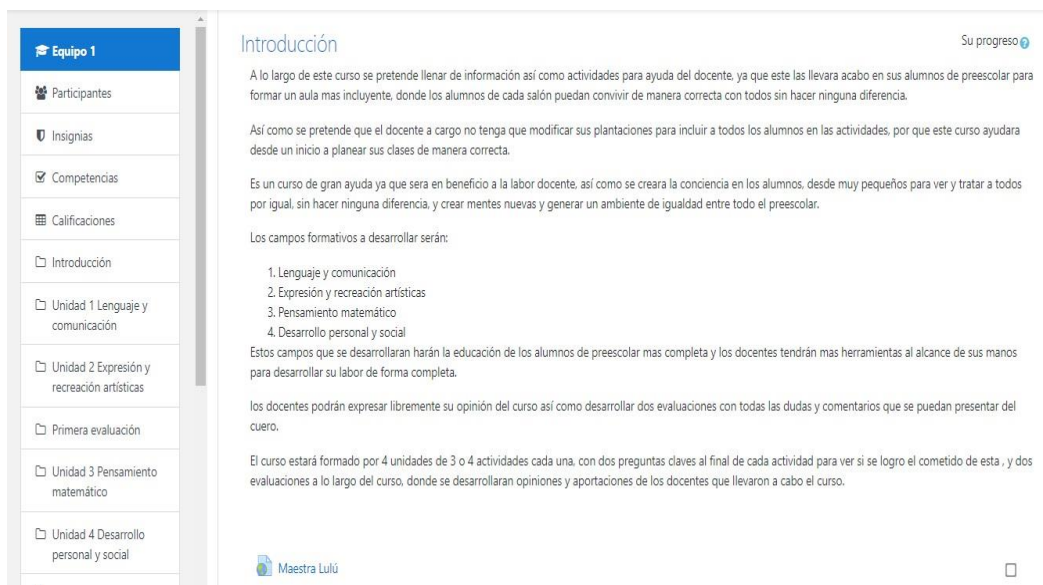 Equipo 1
Participantes
Insignias
Competencias
Calificaciones
Introducción
Unidad 1 Lenguaje y
comunicación
Unidad 2 Expresión y
recreación artísticas
Primera evaluación
Unidad 3 Pensamiento
matemático
Unidad 4 Desarrollo
personal y social
Introducción
Su progreso
A lo largo de este curso se pretende llenar de información así como actividades para ayuda del docente, ya que este las llevara acabo en sus alumnos de preescolar para
formar un aula mas incluyente, donde los alumnos de cada salón puedan convivir de manera correcta con todos sin hacer ninguna diferencia.
Así como se pretende que el docente a cargo no tenga que modificar sus plantaciones para incluir a todos los alumnos en las actividades, por que este curso ayudara
desde un inicio a planear sus clases de manera correcta.
Es un curso de gran ayuda ya que sera en beneficio a la labor docente, así como se creara la conciencia en los alumnos, desde muy pequeños para ver y tratar a todos
por igual, sin hacer ninguna diferencia, y crear mentes nuevas y generar un ambiente de igualdad entre todo el preescolar.
Los campos formativos a desarrollar serán:
1. Lenguaje y comunicación
2. Expresión y recreación artísticas
3. Pensamiento matemático
4. Desarrollo personal y social
Estos campos que se desarrollaran harán la educación de los alumnos de preescolar mas completa y los docentes tendrán mas herramientas al alcance de sus manos
para desarrollar su labor de forma completa.
los docentes podrán expresar libremente su opinión del curso así como desarrollar dos evaluaciones con todas las dudas y comentarios que se puedan presentar del
cuero.
El curso estará formado por 4 unidades de 3 o 4 actividades cada una, con dos preguntas claves al final de cada actividad para ver si se logro el cometido de esta , y dos
evaluaciones a lo largo del curso, donde se desarrollaran opiniones y aportaciones de los docentes que llevaron a cabo el curso.
Maestra Lulú